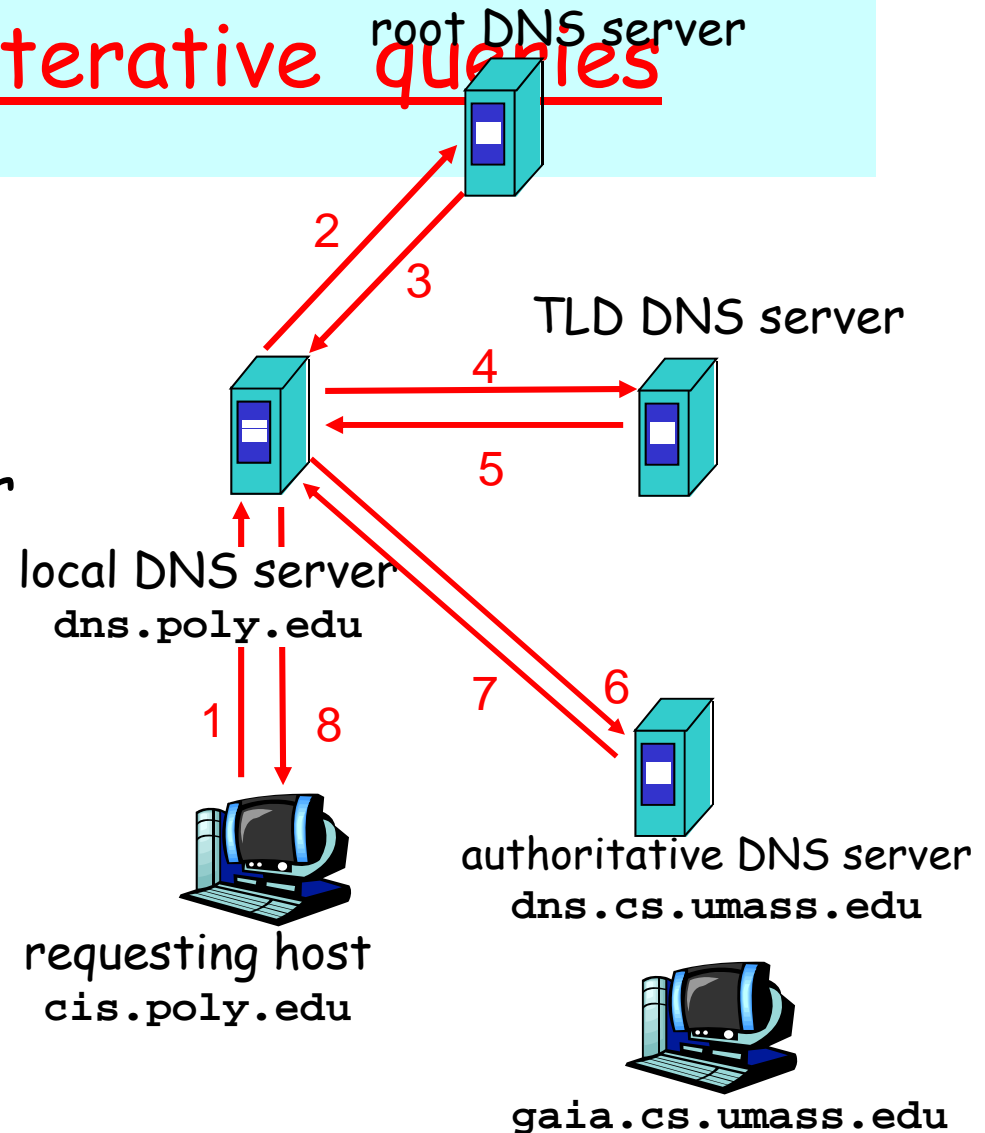 terative queries
root DNS server
2
3
TLD DNS server
4
5
r
local DNS server
dns.poly.edu
7
6
1
8
authoritative DNS server
dns.cs.umass.edu
requesting host
cis.poly.edu
gaia.cs.umass.edu